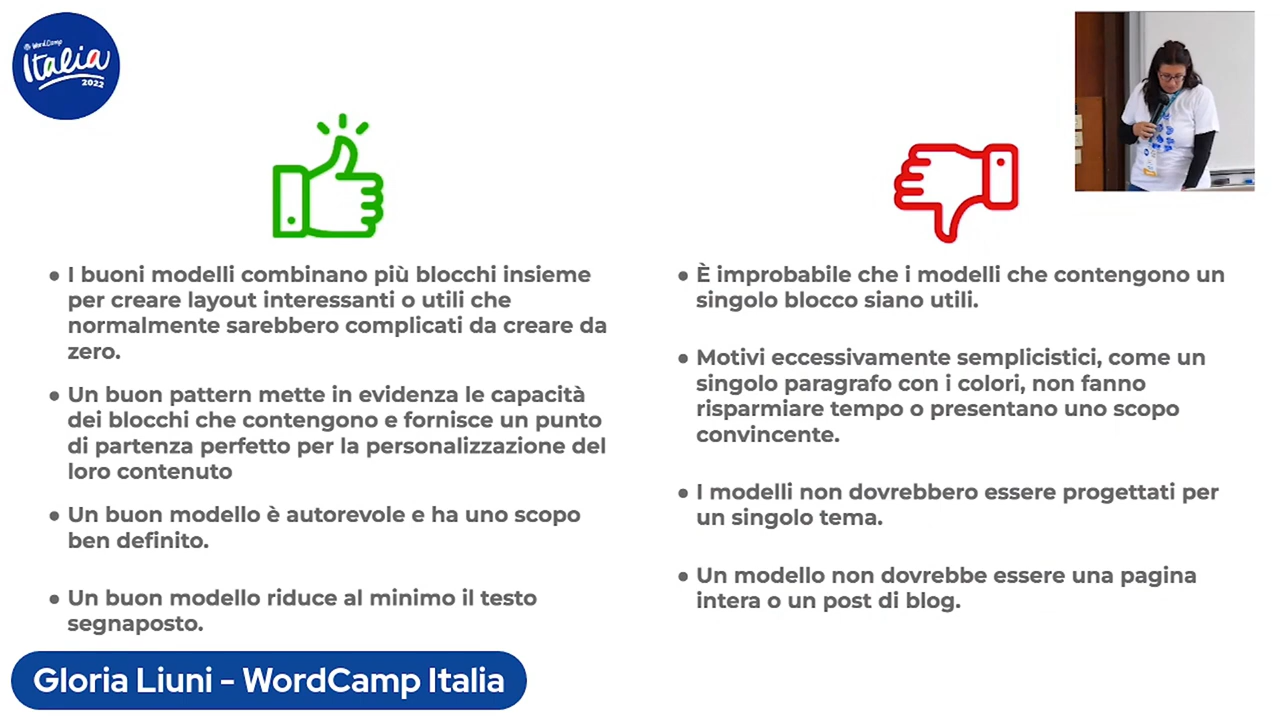 WordCamp
Italia
2022
● I buoni modelli combinano più blocchi insieme
per creare layout interessanti o utili che
normalmente sarebbero complicati da creare da
zero.
● Un buon pattern mette in evidenza le capacità
dei blocchi che contengono e fornisce un punto
di partenza perfetto per la personalizzazione del
loro contenuto
● Un buon modello è autorevole e ha uno scopo
ben definito.
● Un buon modello riduce al minimo il testo
segnaposto.
● È improbabile che i modelli che contengono un
singolo blocco siano utili.
● Motivi eccessivamente semplicistici, come un
singolo paragrafo con i colori, non fanno
risparmiare tempo o presentano uno scopo
convincente.
● I modelli non dovrebbero essere progettati per
un singolo tema.
● Un modello non dovrebbe essere una pagina
intera o un post di blog.
Gloria Liuni - WordCamp Italia